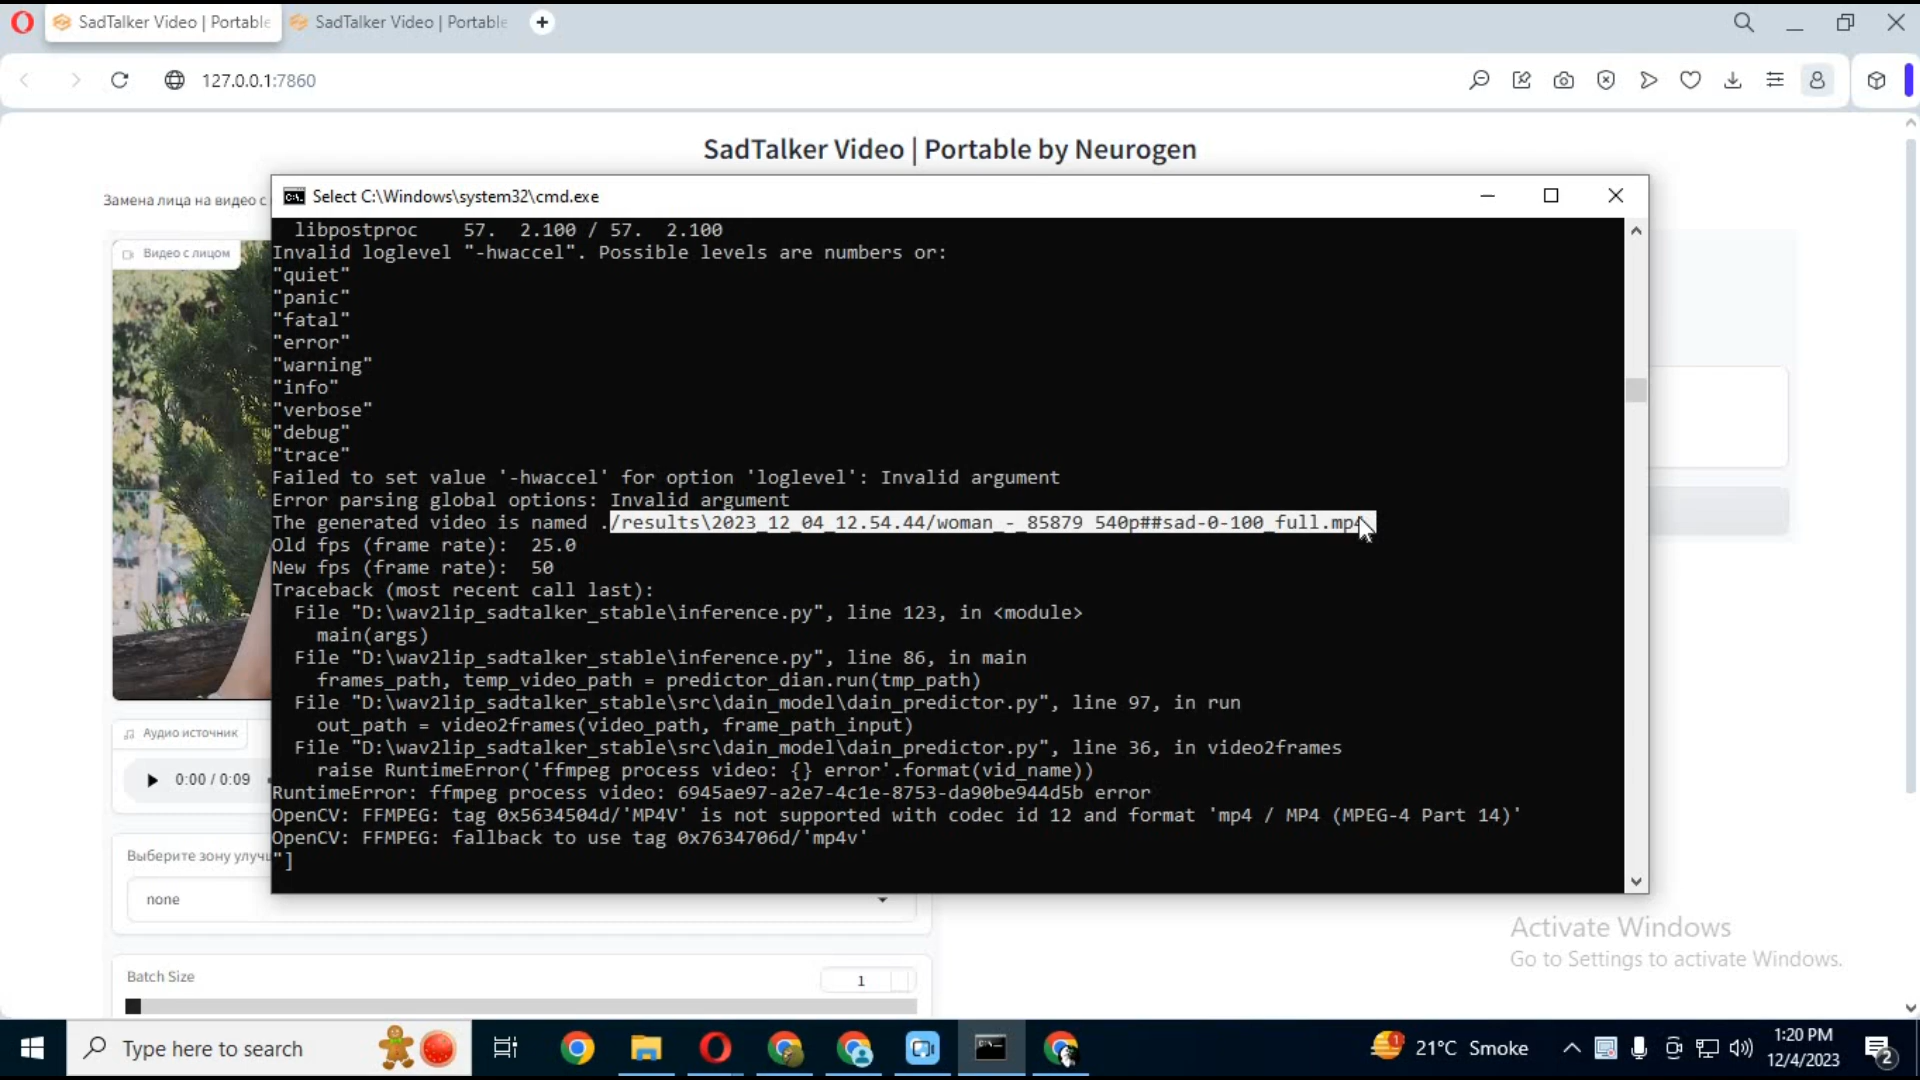 SadTalker Video | Portable
SadTalker Video | Portable
127.0.0.1:7860
SadTalker Video | Portable by Neurogen
Замена лица на видео с
Видео с лицом
Select C:\Windows\system32\cmd.exe
libpostproc    57.  2.100 / 57.  2.100
Invalid loglevel "-hwaccel". Possible levels are numbers or:
"quiet"
"panic"
"fatal"
"error"
"warning"
"info"
"verbose"
"debug"
"trace"
Failed to set value '-hwaccel' for option 'loglevel': Invalid argument
Error parsing global options: Invalid argument
The generated video is named ./results\2023_12_04_12.54.44/woman_-_85879_540p##sad-0-100_full.mp4
Old fps (frame rate):  25.0
New fps (frame rate):  50
Traceback (most recent call last):
File "D:\wav2lip_sadtalker_stable\inference.py", line 123, in <module>
main(args)
File "D:\wav2lip_sadtalker_stable\inference.py", line 86, in main
frames_path, temp_video_path = predictor_dian.run(tmp_path)
File "D:\wav2lip_sadtalker_stable\src\dain_model\dain_predictor.py", line 97, in run
out_path = video2frames(video_path, frame_path_input)
File "D:\wav2lip_sadtalker_stable\src\dain_model\dain_predictor.py", line 36, in video2frames
raise RuntimeError('ffmpeg process video: {} error'.format(vid_name))
RuntimeError: ffmpeg process video: 6945ae97-a2e7-4c1e-8753-da90be944d5b error
OpenCV: FFMPEG: tag 0x5634504d/'MP4V' is not supported with codec id 12 and format 'mp4 / MP4 (MPEG-4 Part 14)'
OpenCV: FFMPEG: fallback to use tag 0x7634706d/'mp4v'
"]
Аудио источник
0:00 / 0:09
Выберите зону улучш
none
Batch Size
1
Activate Windows
Go to Settings to activate Windows.
Type here to search
1
21°C Smoke
1:20 PM
12/4/2023
2